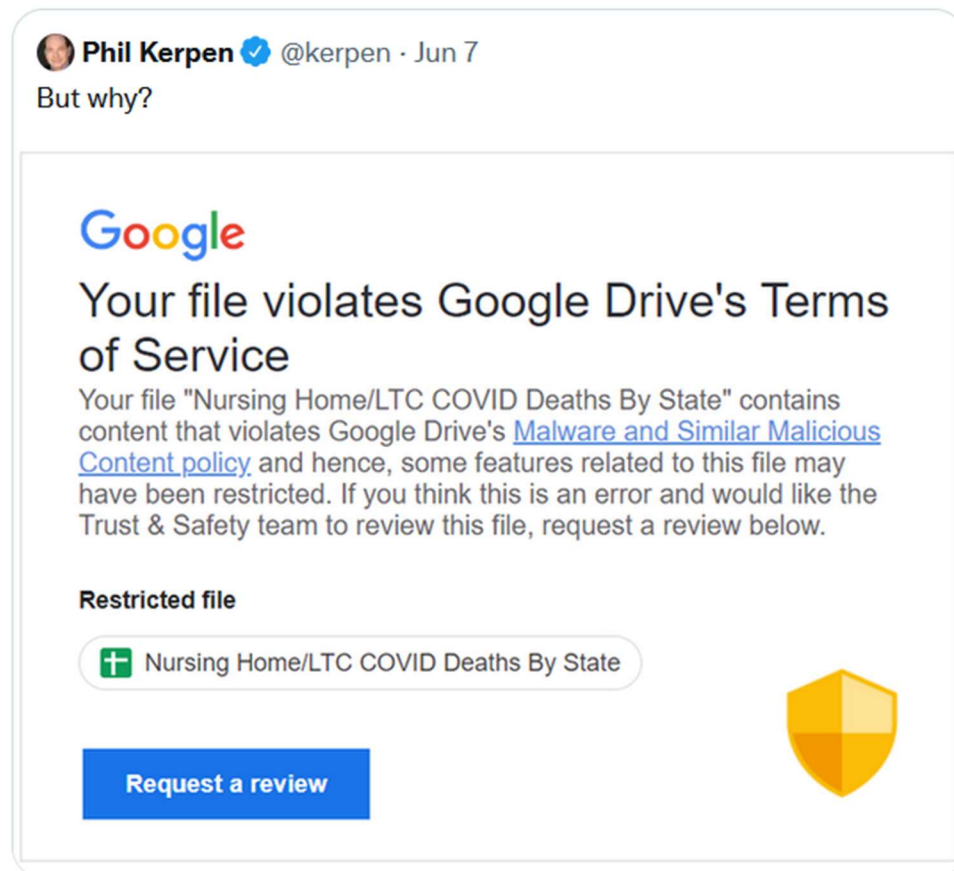 Phil Kerpen @kerpen · Jun 7
But why?
Google
Your file violates Google Drive's Terms
of Service
Your file "Nursing Home/LTC COVID Deaths By State" contains
content that violates Google Drive's Malware and Similar Malicious
Content policy and hence, some features related to this file may
have been restricted. If you think this is an error and would like the
Trust & Safety team to review this file, request a review below.
Restricted file
Nursing Home/LTC COVID Deaths By State
Request a review